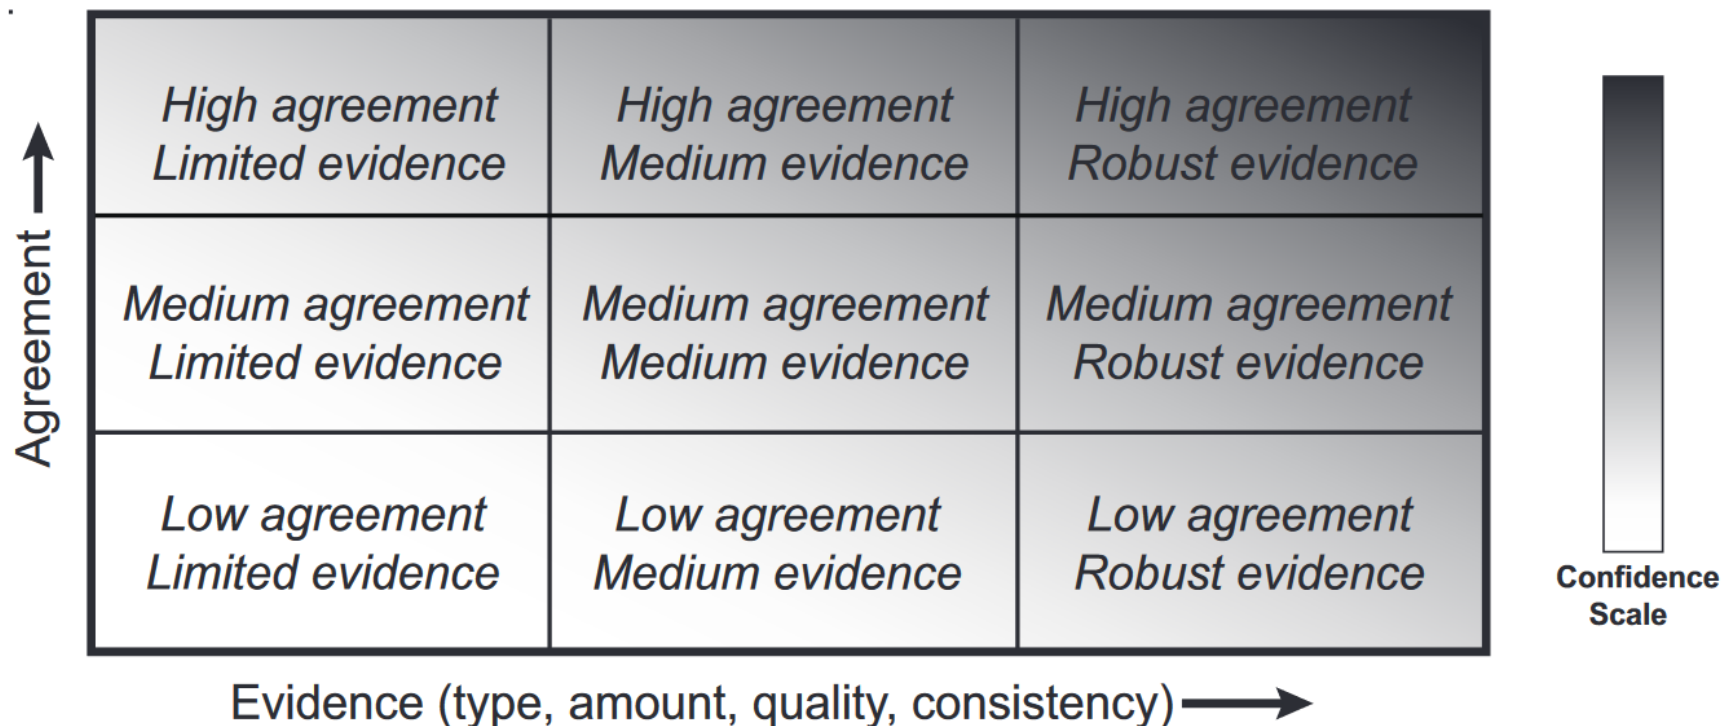 High agreement
Limited evidence
High agreement
Medium evidence
High agreement
Robust evidence
Medium agreement
Limited evidence
Medium agreement
Medium evidence
Medium agreement
Robust evidence
Low agreement
Limited evidence
Low agreement
Medium evidence
Low agreement
Robust evidence
Agreement
Evidence (type, amount, quality, consistency)
Confidence
Scale